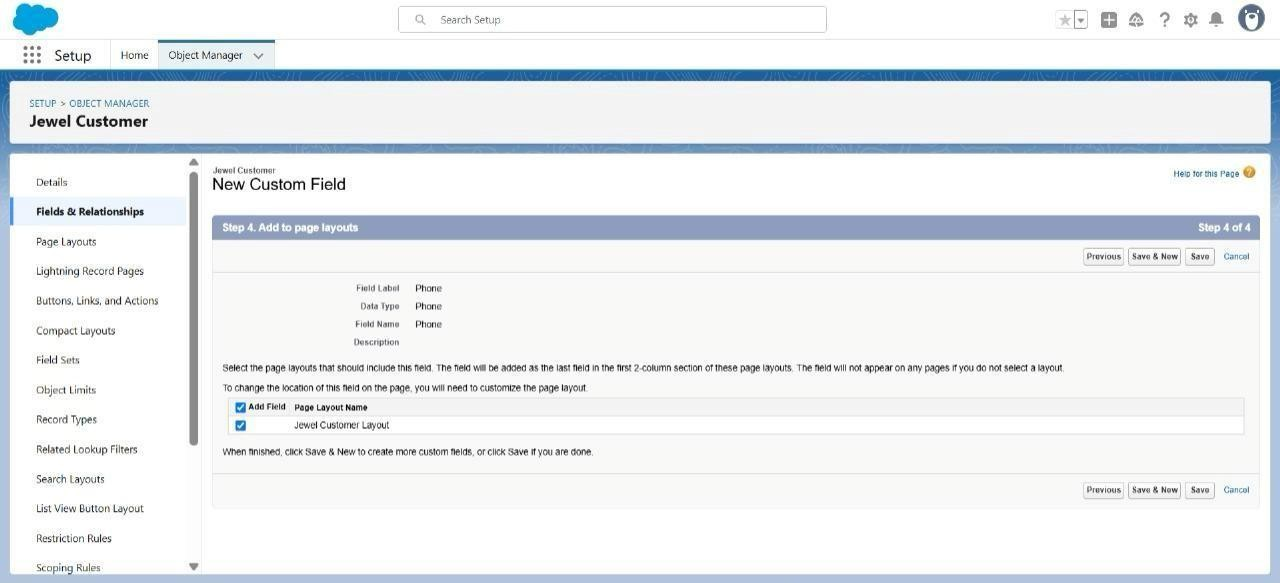 Search Setup
Setup
Home
Object Manager
SETUP > OBJECT MANAGER
Jewel Customer
Details
Fields & Relationships
Page Layouts
Lightning Record Pages
Buttons, Links, and Actions
Compact Layouts
Field Sets
Object Limits
Record Types
Related Lookup Filters
Search Layouts
List View Button Layout
Restriction Rules
Scoping Rules
Jewel Customer
New Custom Field
Help for this Page ?
Step 4. Add to page layouts
Step 4 of 4
Previous Save & New Save Cancel
Field Label Phone
Data Type Phone
Field Name Phone
Description
Select the page layouts that should include this field. The field will be added as the last field in the first 2-column section of these page layouts. The field will not appear on any pages if you do not select a layout.
To change the location of this field on the page, you will need to customize the page layout.
Add Field Page Layout Name
Jewel Customer Layout
When finished, click Save & New to create more custom fields, or click Save if you are done.
Previous Save & New Save Cancel